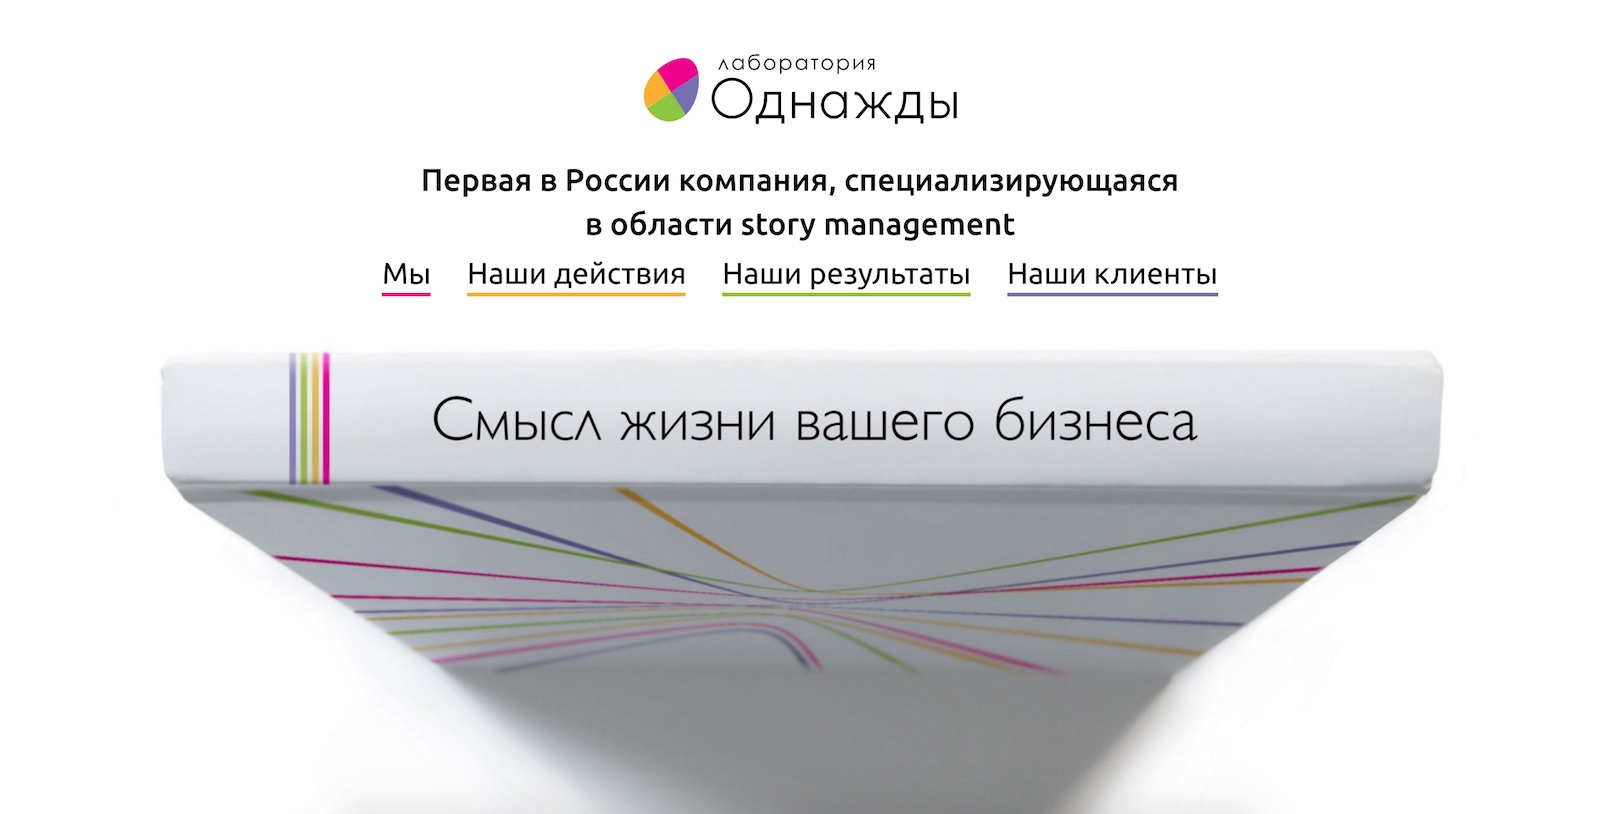 лаборатория
Однажды
Первая в России компания, специализирующаяся
в области story management
Мы Наши действия Наши результаты Наши клиенты
Смысл жизни вашего бизнеса